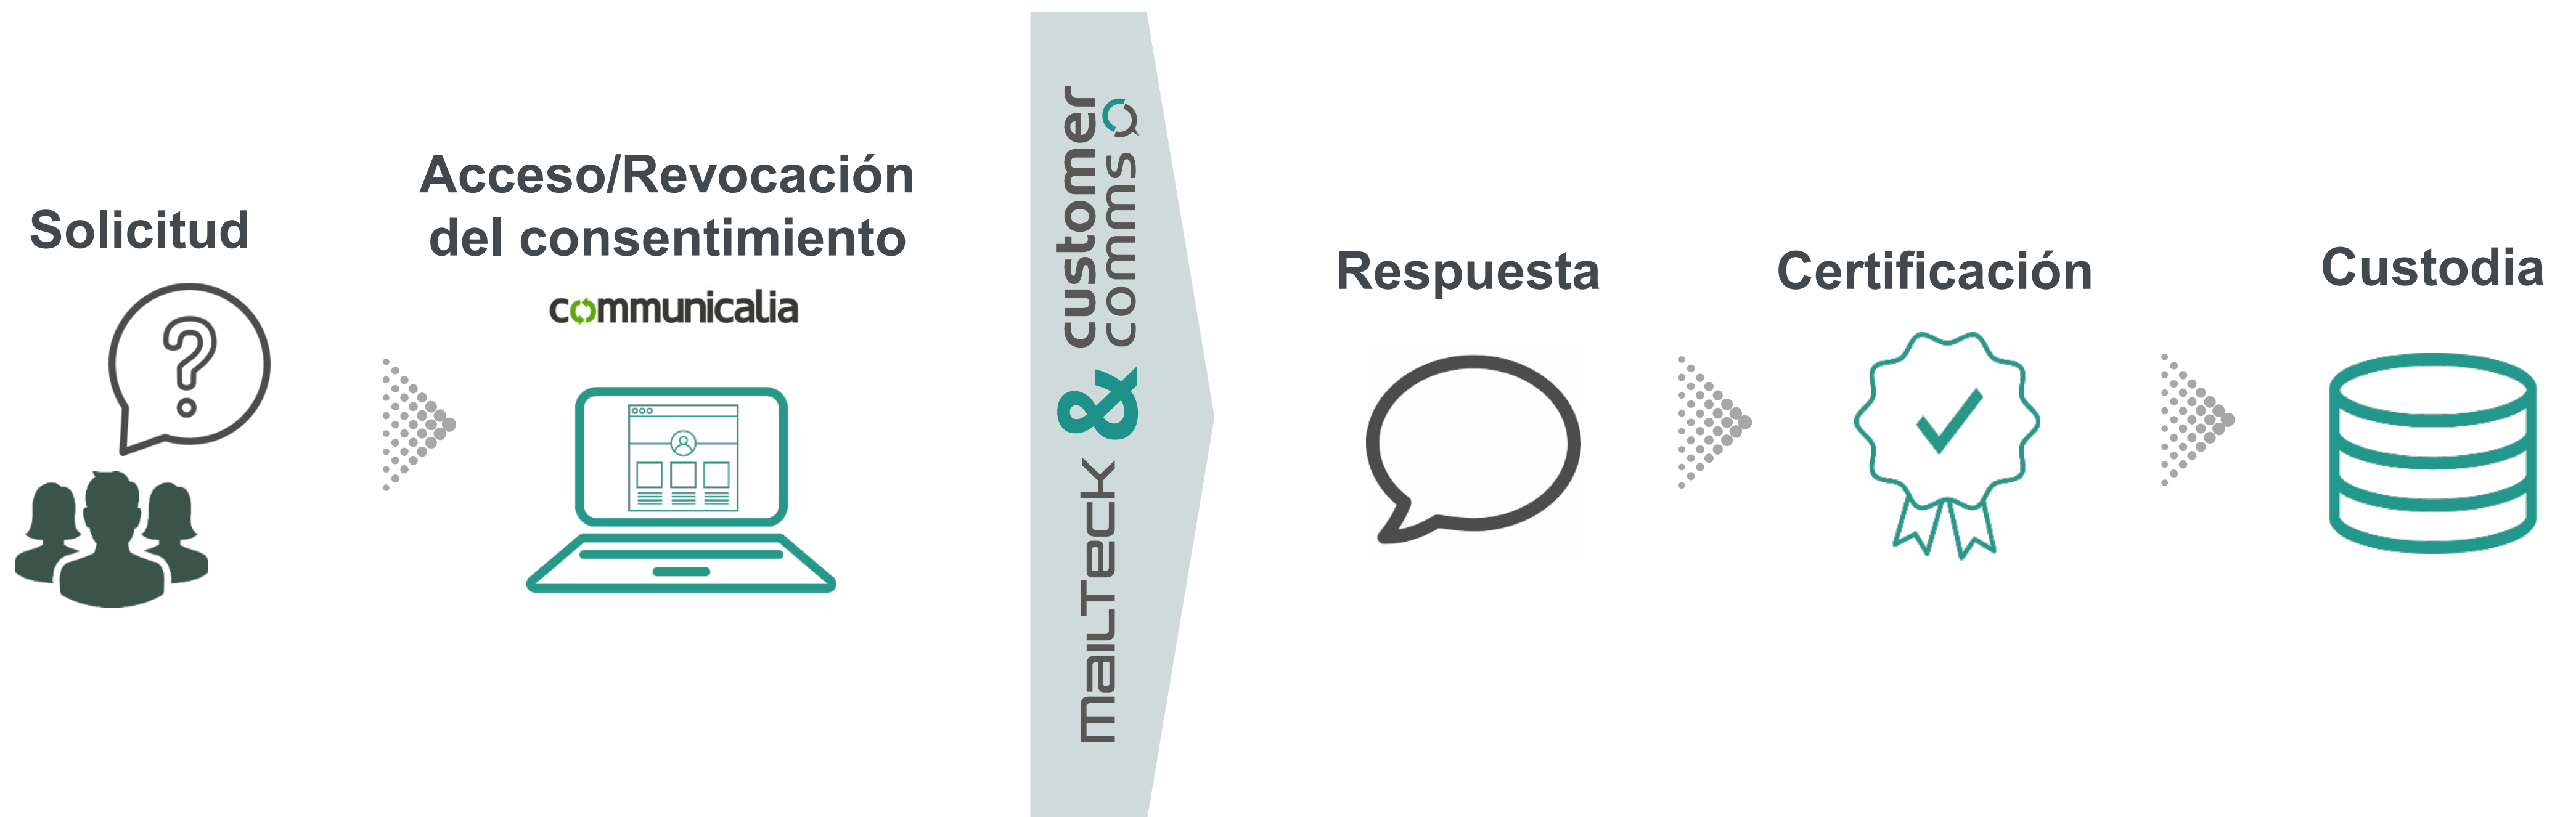 Solicitud
Acceso/Revocación
del consentimiento
communicalia
maiLTecK & customer
comms
Respuesta
Certificación
Custodia